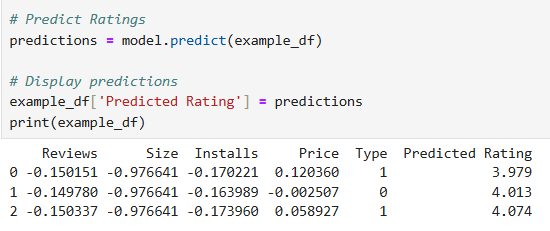 # Predict Ratings
predictions = model.predict(example_df)
# Display predictions
example_df['Predicted Rating'] = predictions
print(example_df)
Reviews Size Installs Price Type Predicted Rating
0 -0.150151 -0.976641 -0.170221 0.120360 1 3.979
1 -0.149780 -0.976641 -0.163989 -0.002507 0 4.013
2 -0.150337 -0.976641 -0.173960 0.058927 1 4.074